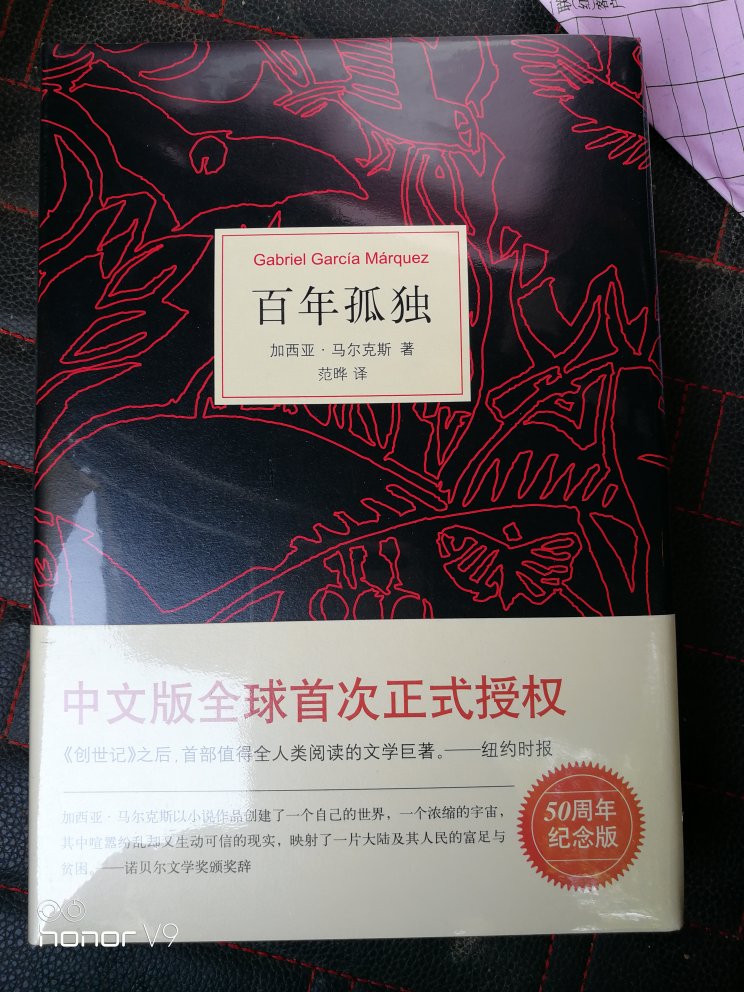 Gabriel García Márquez
百年孤独
加西亚·马尔克斯 著
范晔 译
中文版全球首次正式授权
《创世记》之后，首部值得全人类阅读的文学巨著。——纽约时报
加西亚·马尔克斯以小说作品创建了一个自己的世界，一个浓缩的宇宙，
其中喧嚣纷乱却又生动可信的现实，映射了一片大陆及其人民的富足与
贫困。——诺贝尔文学奖颁奖辞
50周年
纪念版
honor V9